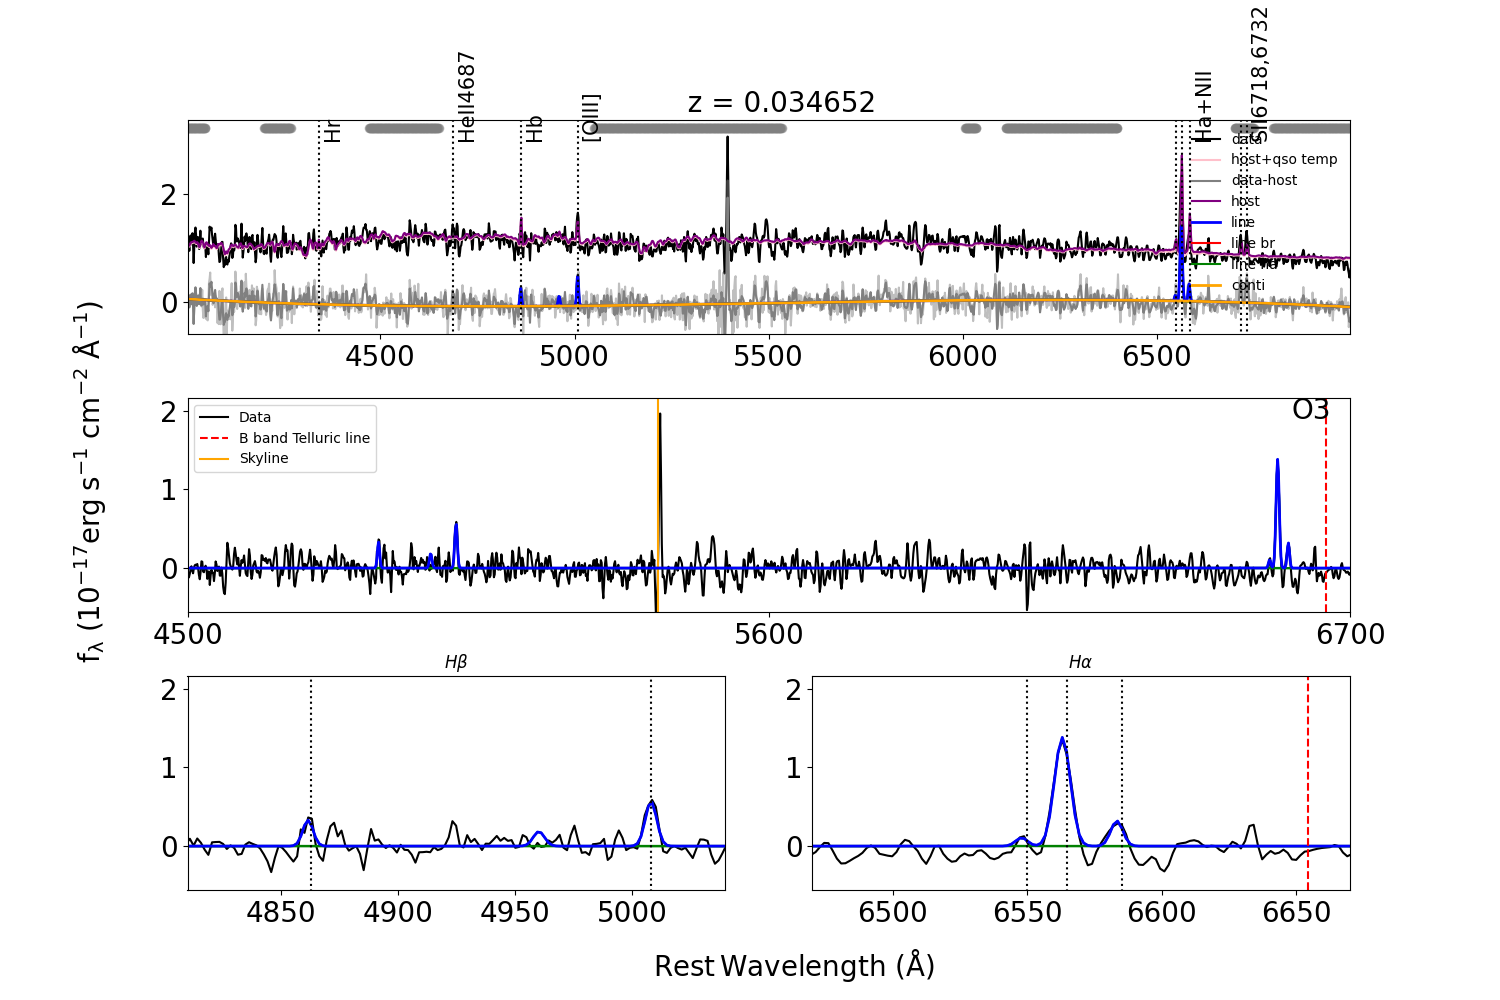 z = 0.034652
Hr
HeII4687
Hb
[OIII]
Ha+NII
SII6718,6732
data
host+qso temp
data-host
host
line
line br
line na
conti
2
0
4500
5000
5500
6000
6500
fλ (10−17erg s−1 cm−2 Å−1)
Data
B band Telluric line
Skyline
O3
2
1
0
4500
5600
6700
Hβ
2
1
0
4850
4900
4950
5000
Hα
2
1
0
6500
6550
6600
6650
Rest Wavelength (Å)